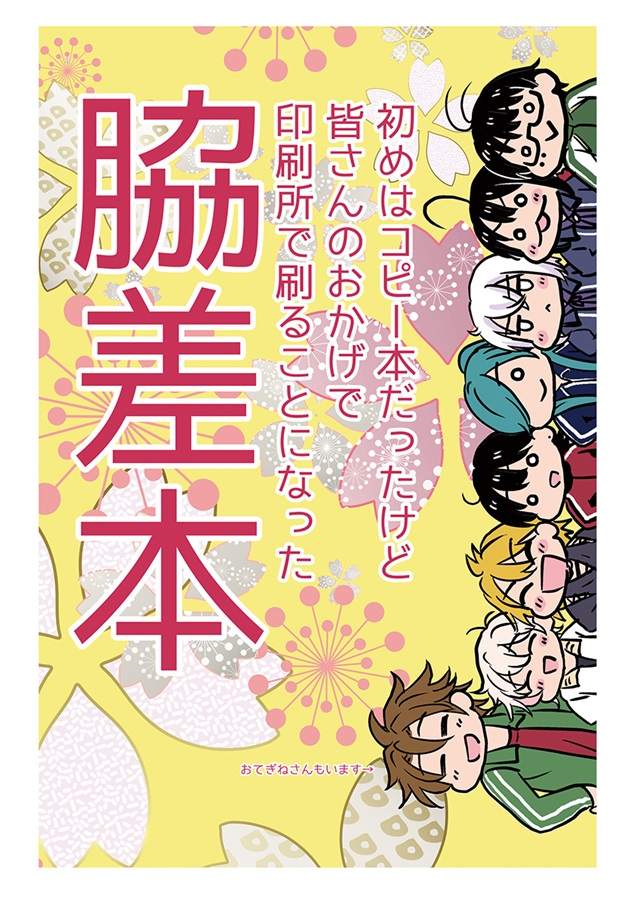 初めはコピー本だったけど
皆さんのおかげで
印刷所で刷ることになった
脇差本
おてぎねさんもいます→